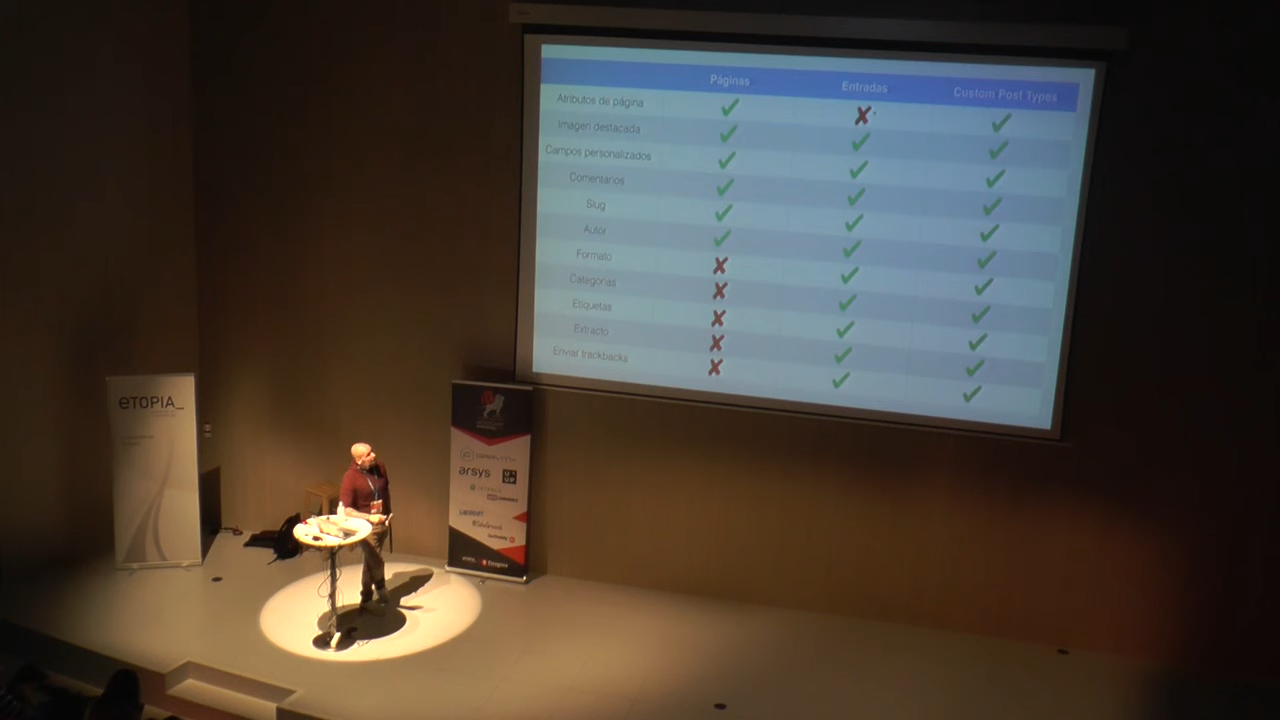 Páginas Entradas Custom Post Types
Atributos de página
Imagen destacada
Campos personalizados
Comentarios
Slug
Autor
Formato
Categorías
Etiquetas
Extracto
Enviar trackbacks
eTOPIA_
arsys